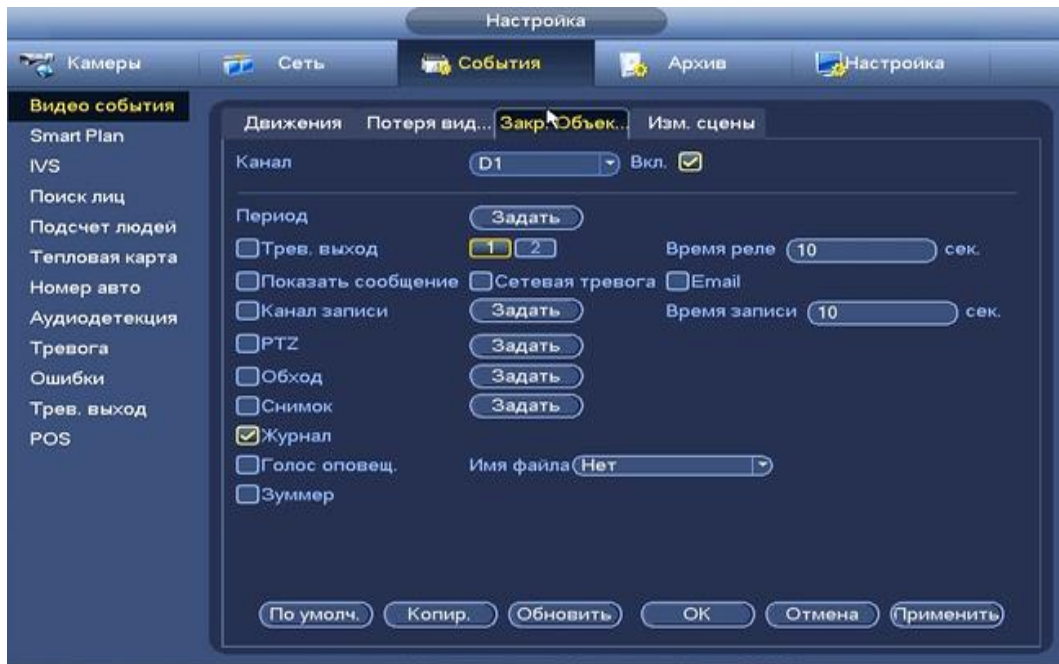 Настройка
Камеры Сеть События Архив Настройка
Видео события
Smart Plan
IVS
Поиск лиц
Подсчет людей
Тепловая карта
Номер авто
Аудиодетекция
Тревога
Ошибки
Трев. выход
POS
Движения Потеря вид... Закр. Объек... Изм. сцены
Канал D1 Вкл.
Период Задать
Трев. выход 1 2 Время реле 10 сек.
Показать сообщение Сетевая тревога Email
Канал записи Задать Время записи 10 сек.
PTZ Задать
Обход Задать
Снимок Задать
Журнал
Голос оповещ. Имя файла Нет
Зуммер
По умолч. Копир. Обновить OK Отмена Применить